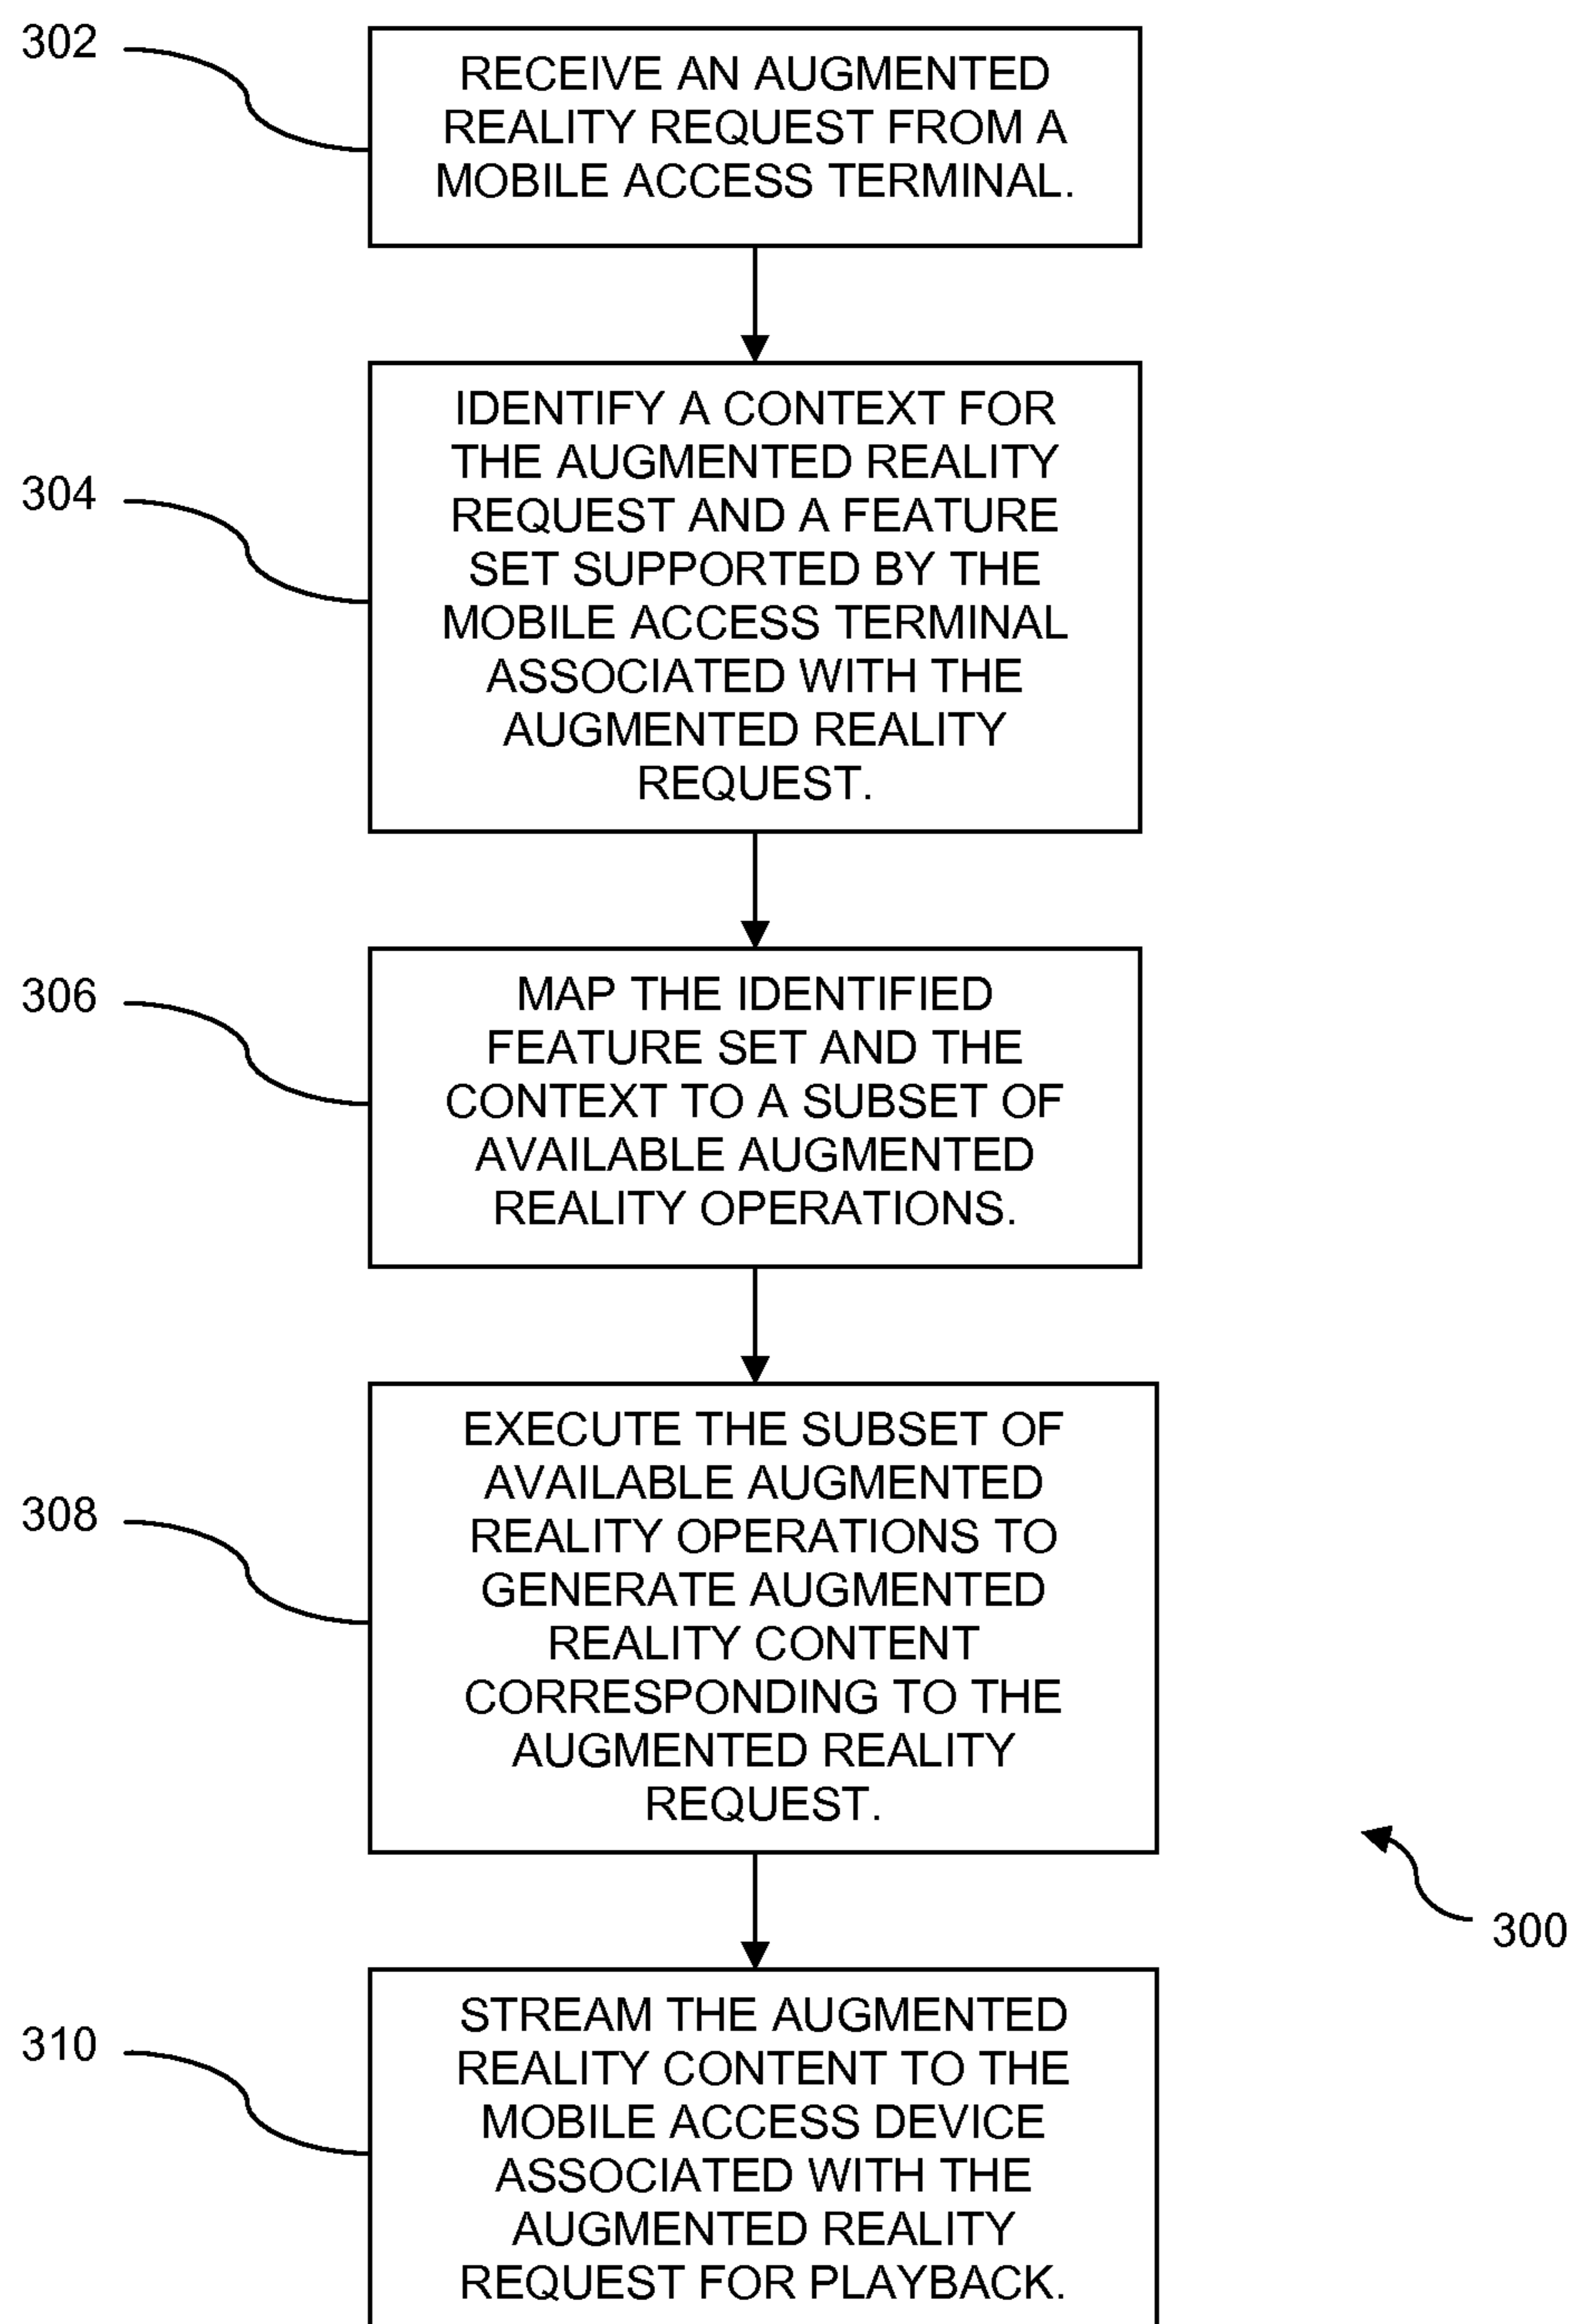 302
RECEIVE AN AUGMENTED
REALITY REQUEST FROM A
MOBILE ACCESS TERMINAL.
304
IDENTIFY A CONTEXT FOR
THE AUGMENTED REALITY
REQUEST AND A FEATURE
SET SUPPORTED BY THE
MOBILE ACCESS TERMINAL
ASSOCIATED WITH THE
AUGMENTED REALITY
REQUEST.
306
MAP THE IDENTIFIED
FEATURE SET AND THE
CONTEXT TO A SUBSET OF
AVAILABLE AUGMENTED
REALITY OPERATIONS.
308
EXECUTE THE SUBSET OF
AVAILABLE AUGMENTED
REALITY OPERATIONS TO
GENERATE AUGMENTED
REALITY CONTENT
CORRESPONDING TO THE
AUGMENTED REALITY
REQUEST.
300
310
STREAM THE AUGMENTED
REALITY CONTENT TO THE
MOBILE ACCESS DEVICE
ASSOCIATED WITH THE
AUGMENTED REALITY
REQUEST FOR PLAYBACK.